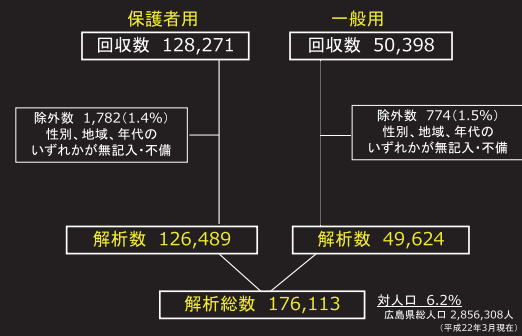 保護者用
一般用
回収数 128,271
回収数 50,398
除外数 1,782(1.4%)
性別、地域、年代の
いずれかが無記入・不備
除外数 774(1.5%)
性別、地域、年代の
いずれかが無記入・不備
解析数 126,489
解析数 49,624
解析総数 176,113
対人口 6.2%
広島県総人口 2,856,308人
(平成22年3月現在)